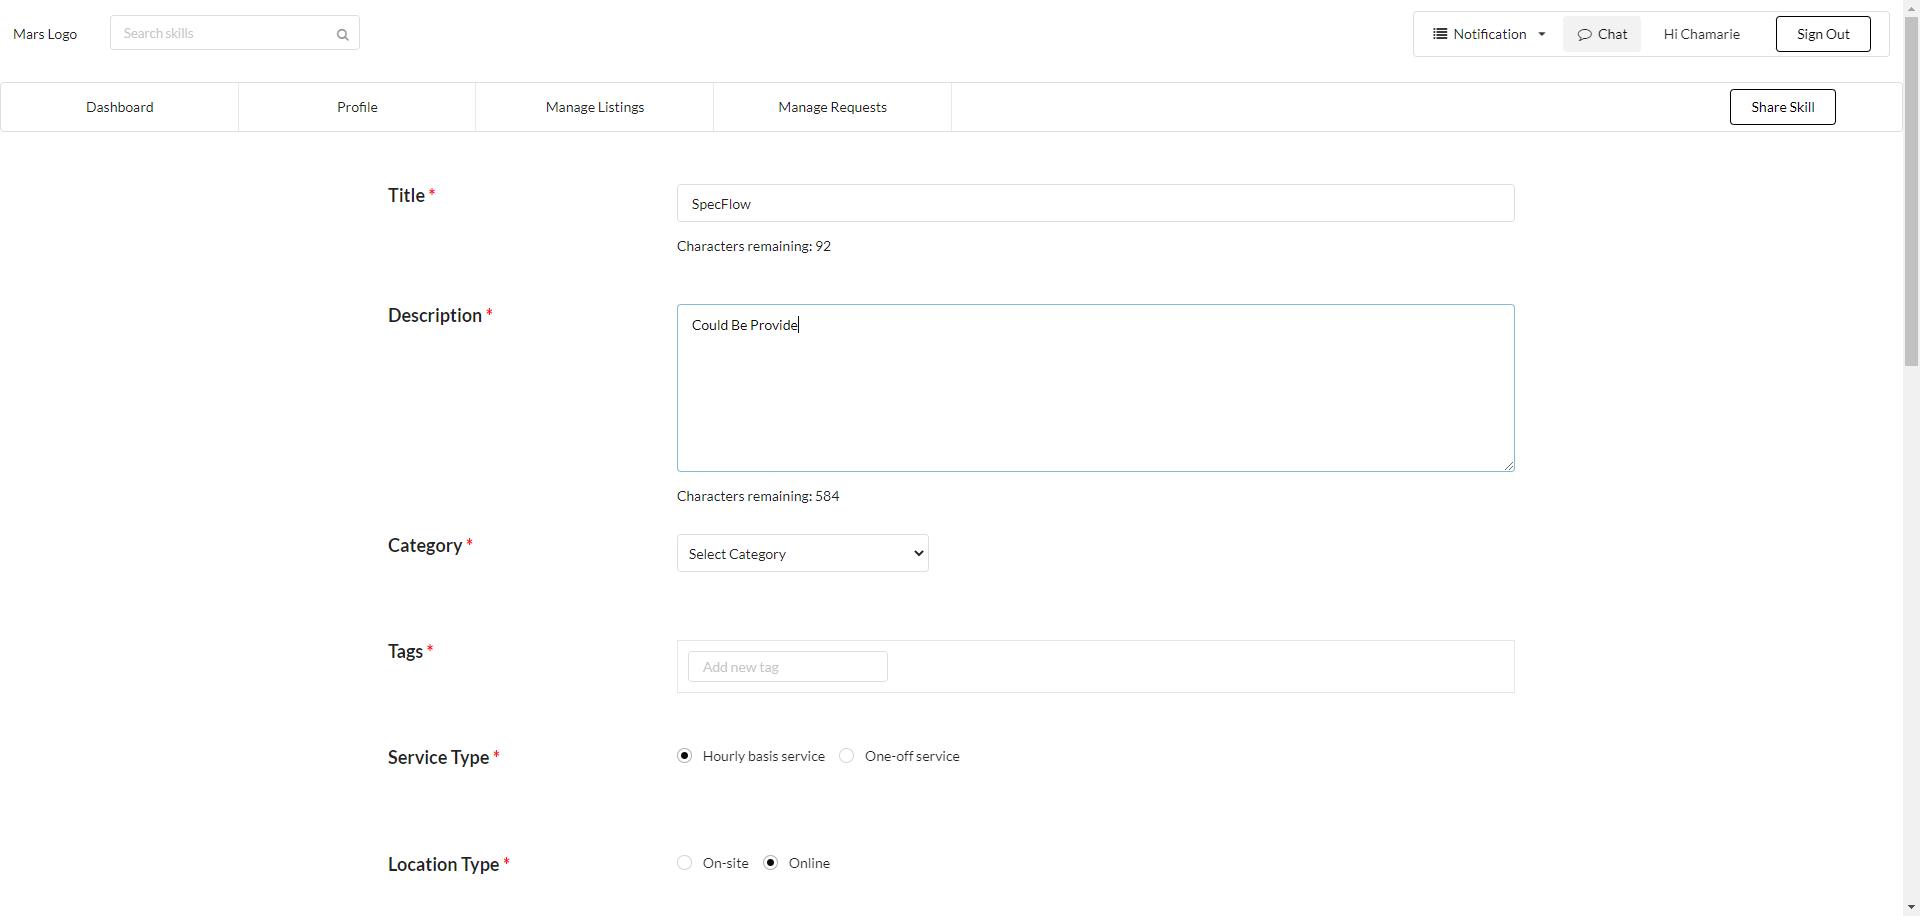 Mars Logo
Search skills
Notification
Chat
Hi Chamarie
Sign Out
Dashboard
Profile
Manage Listings
Manage Requests
Share Skill
Title *
SpecFlow
Characters remaining: 92
Description *
Could Be Provide
Characters remaining: 584
Category *
Select Category
Tags *
Add new tag
Service Type *
Hourly basis service
One-off service
Location Type *
On-site
Online